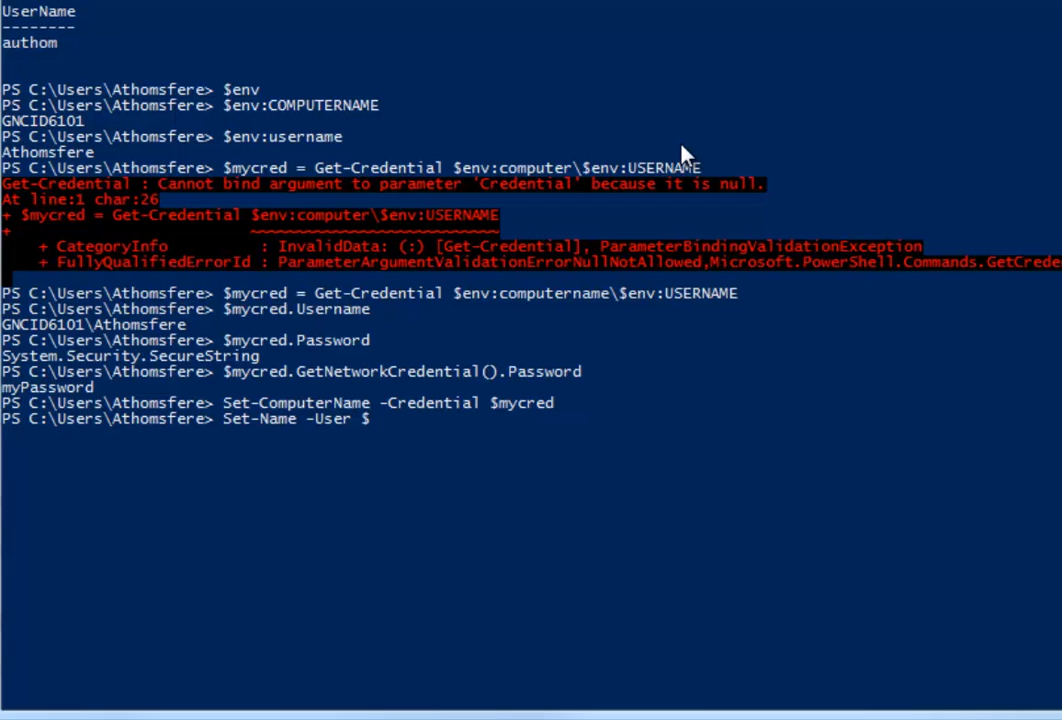 UserName
--------
authom
PS C:\Users\Athomsfere> $env
PS C:\Users\Athomsfere> $env:COMPUTERNAME
GNCID6101
PS C:\Users\Athomsfere> $env:username
Athomsfere
PS C:\Users\Athomsfere> $mycred = Get-Credential $env:computer\$env:USERNAME
Get-Credential : Cannot bind argument to parameter 'Credential' because it is null.
At line:1 char:26
+ $mycred = Get-Credential $env:computer\$env:USERNAME
+                          ~~~~~~~~~~~~~~~~~~~~~~~~~~~
    + CategoryInfo          : InvalidData: (:) [Get-Credential], ParameterBindingValidationException
    + FullyQualifiedErrorId : ParameterArgumentValidationErrorNullNotAllowed,Microsoft.PowerShell.Commands.GetCrede
PS C:\Users\Athomsfere> $mycred = Get-Credential $env:computername\$env:USERNAME
PS C:\Users\Athomsfere> $mycred.Username
GNCID6101\Athomsfere
PS C:\Users\Athomsfere> $mycred.Password
System.Security.SecureString
PS C:\Users\Athomsfere> $mycred.GetNetworkCredential().Password
myPassword
PS C:\Users\Athomsfere> Set-ComputerName -Credential $mycred
PS C:\Users\Athomsfere> Set-Name -User $